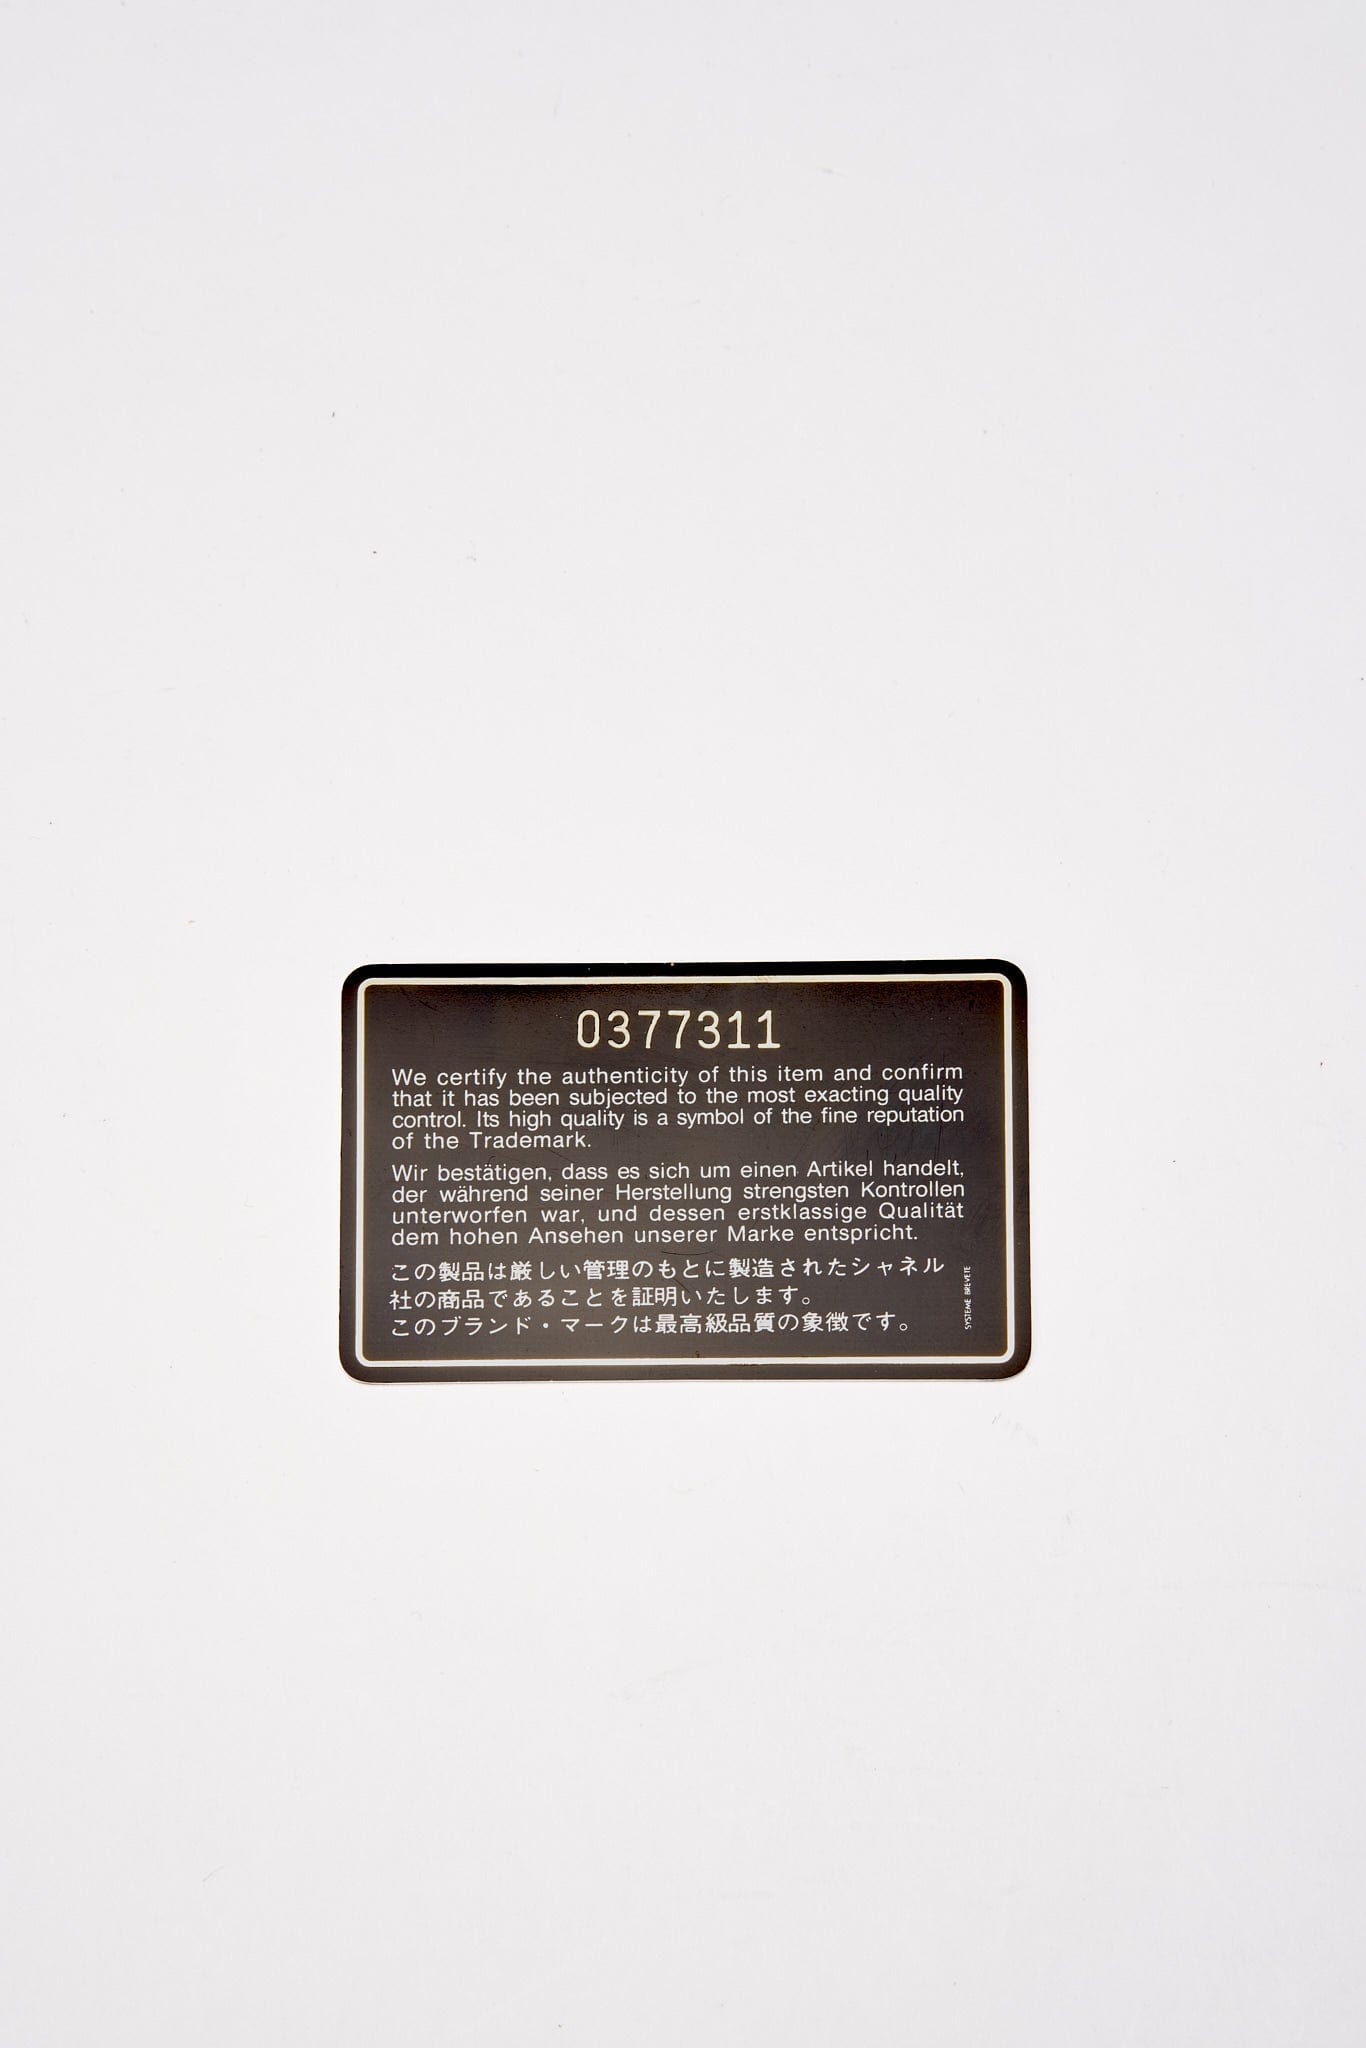 0377311
We certify the authenticity of this item and confirm
that it has been subjected to the most exacting quality
control. Its high quality is a symbol of the fine reputation
of the Trademark.
Wir bestätigen, dass es sich um einen Artikel handelt,
der während seiner Herstellung strengsten Kontrollen
unterworfen war, und dessen erstklassige Qualität
dem hohen Ansehen unserer Marke entspricht.
この製品は厳しい管理のもとに製造されたシャネル
社の商品であることを証明いたします。
このブランド・マークは最高級品質の象徴です。
SYSTEME BREVETE